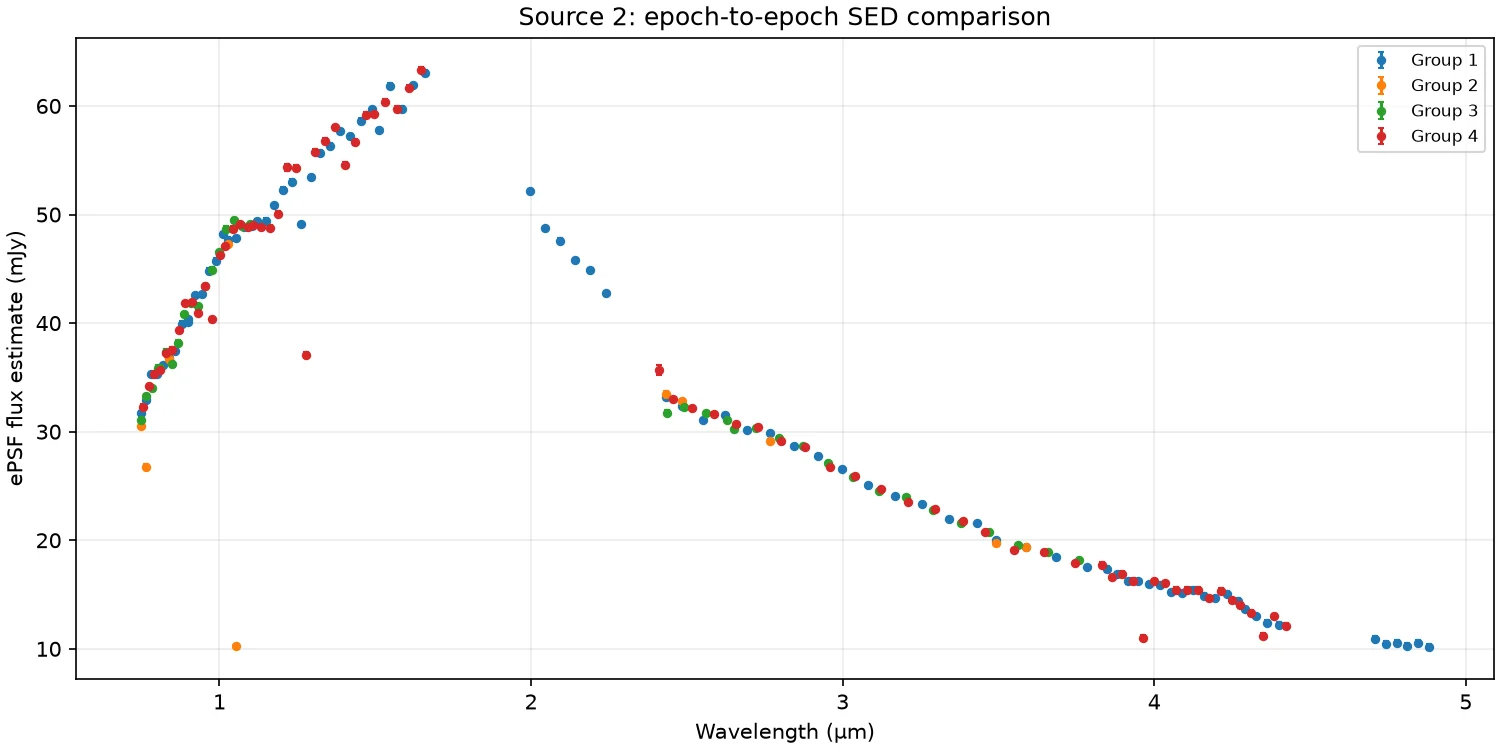 Source 2: epoch-to-epoch SED comparison
ePSF flux estimate (mJy)
60
50
40
30
20
10
Group 1
Group 2
Group 3
Group 4
1
2
3
4
5
Wavelength (μm)